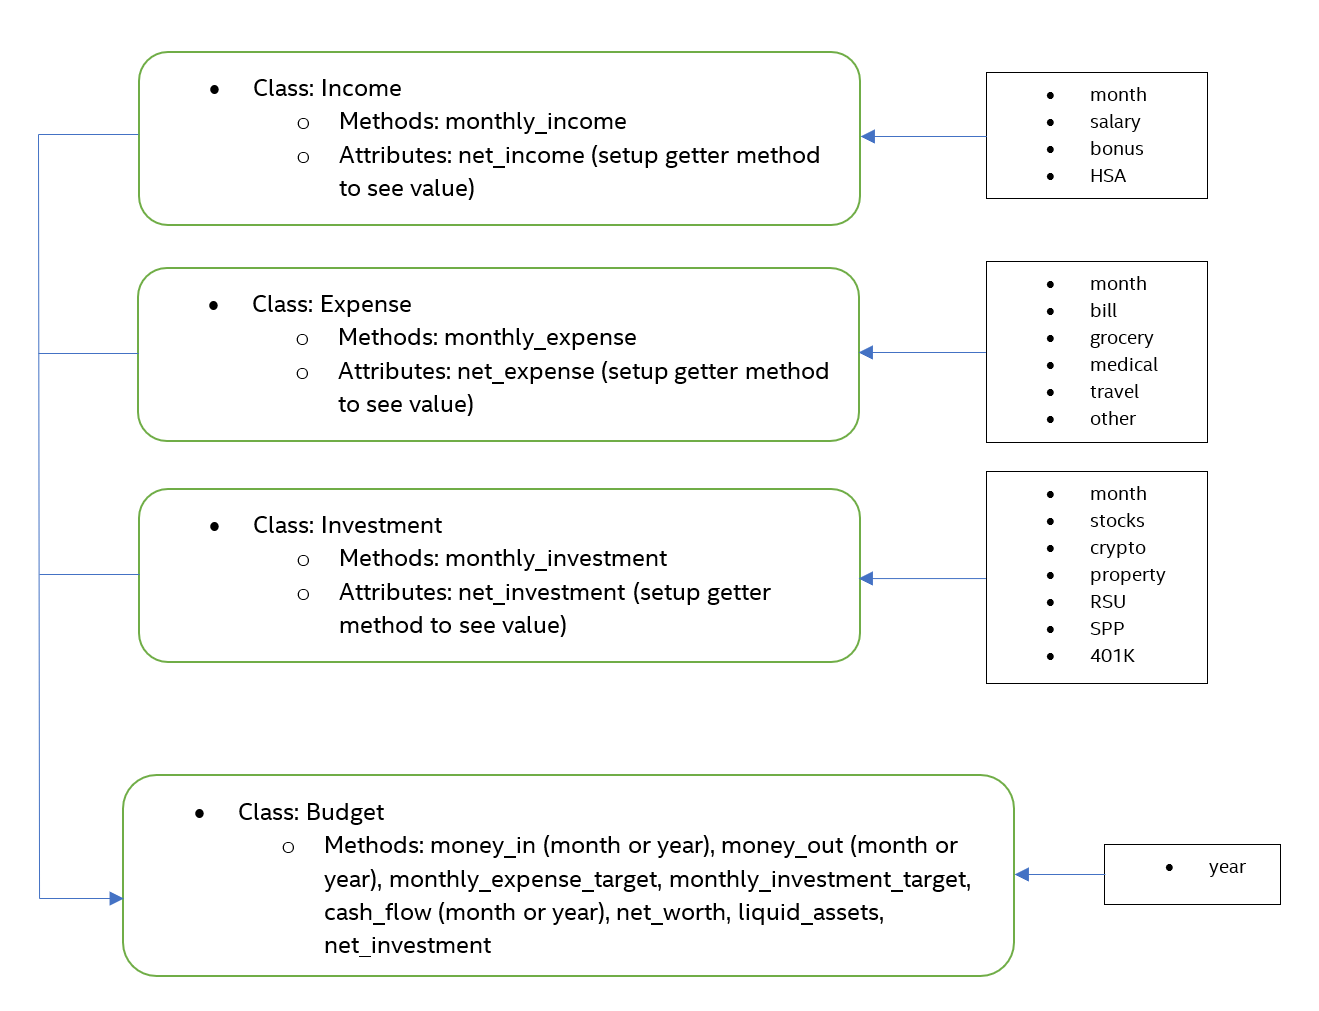 Class: Income
Methods: monthly_income
Attributes: net_income (setup getter method
to see value)
month
salary
bonus
HSA
Class: Expense
Methods: monthly_expense
Attributes: net_expense (setup getter method
to see value)
month
bill
grocery
medical
travel
other
Class: Investment
Methods: monthly_investment
Attributes: net_investment (setup getter
method to see value)
month
stocks
crypto
property
RSU
SPP
401K
Class: Budget
Methods: money_in (month or year), money_out (month or
year), monthly_expense_target, monthly_investment_target,
cash_flow (month or year), net_worth, liquid_assets,
net_investment
year